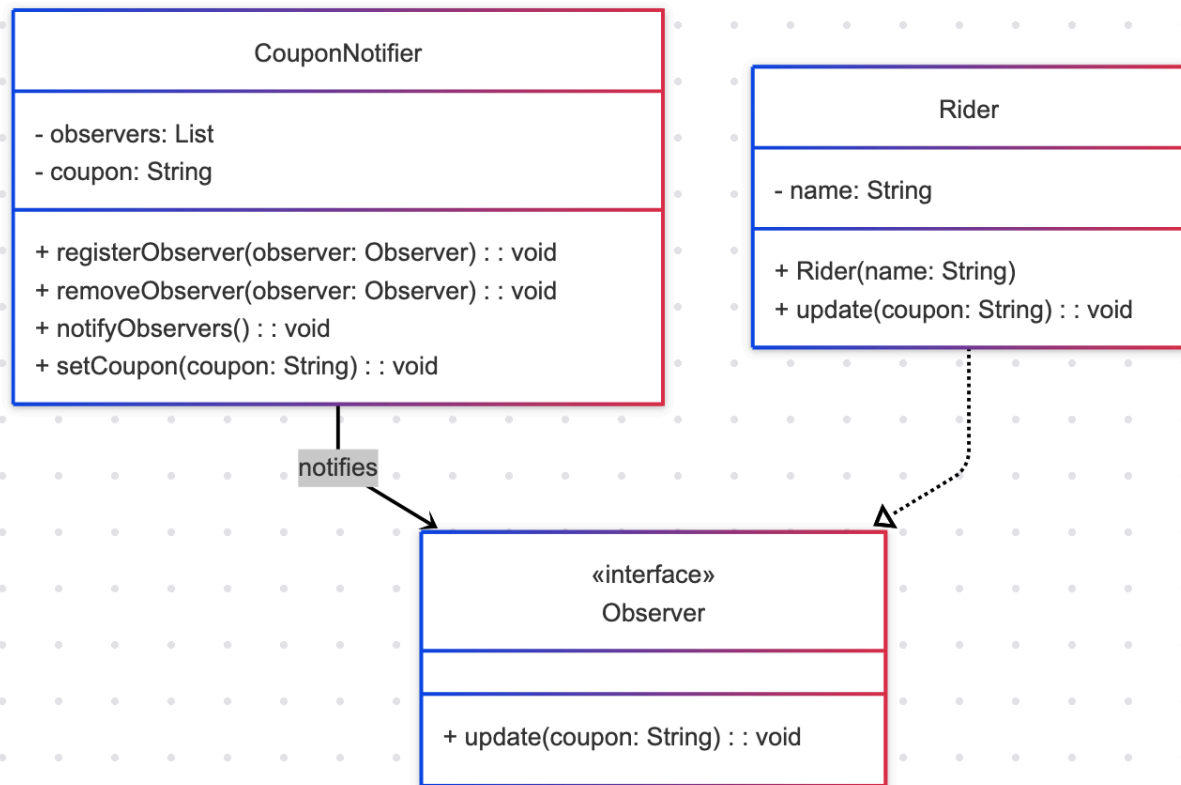 CouponNotifier
- observers: List
- coupon: String
+ registerObserver(observer: Observer) : : void
+ removeObserver(observer: Observer) : : void
+ notifyObservers() : : void
+ setCoupon(coupon: String) : : void
Rider
- name: String
+ Rider(name: String)
+ update(coupon: String) : : void
notifies
«interface»
Observer
+ update(coupon: String) : : void